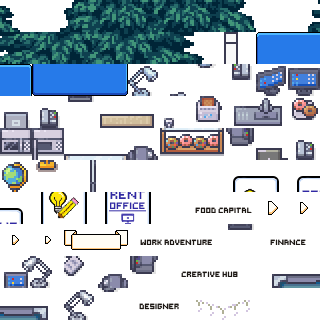 RENT
OFFICE
FOOD CAPITAL
WORK ADVENTURE
FINANCE
CREATIVE HUB
DESIGNER